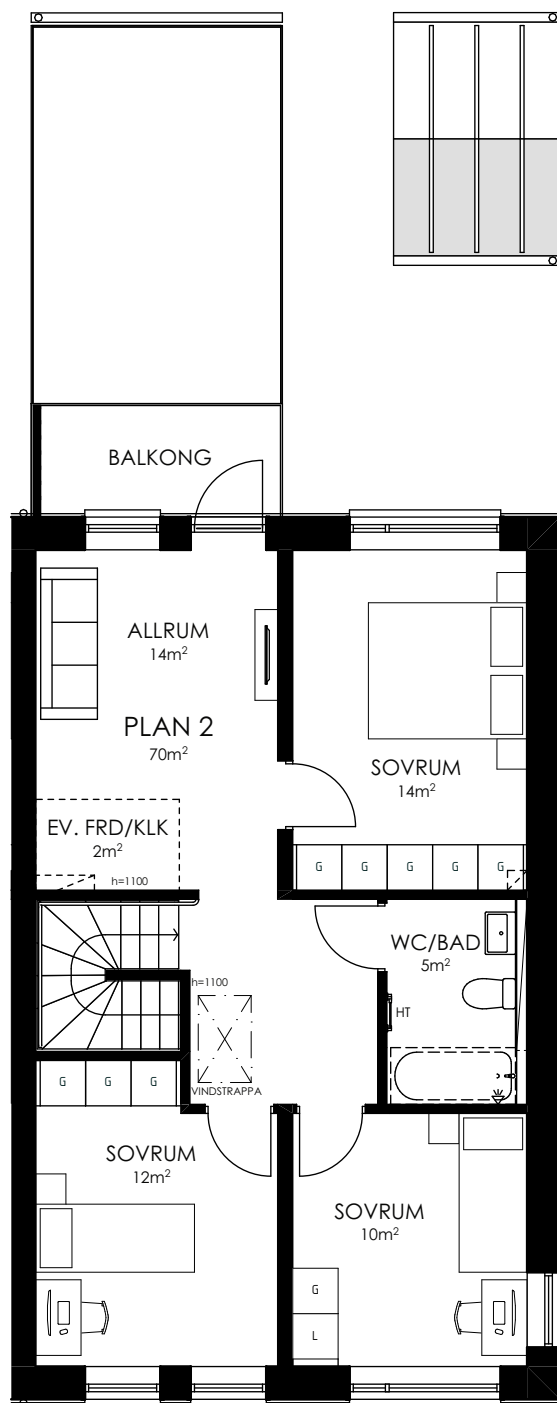 BALKONG
ALLRUM
14m²
PLAN 2
70m²
SOVRUM
14m²
EV. FRD/KLK
2m²
h=1100
G G G G G
WC/BAD
5m²
h=1100
HT
VINDSTRAPPA
G G G
SOVRUM
12m²
SOVRUM
10m²
G
L